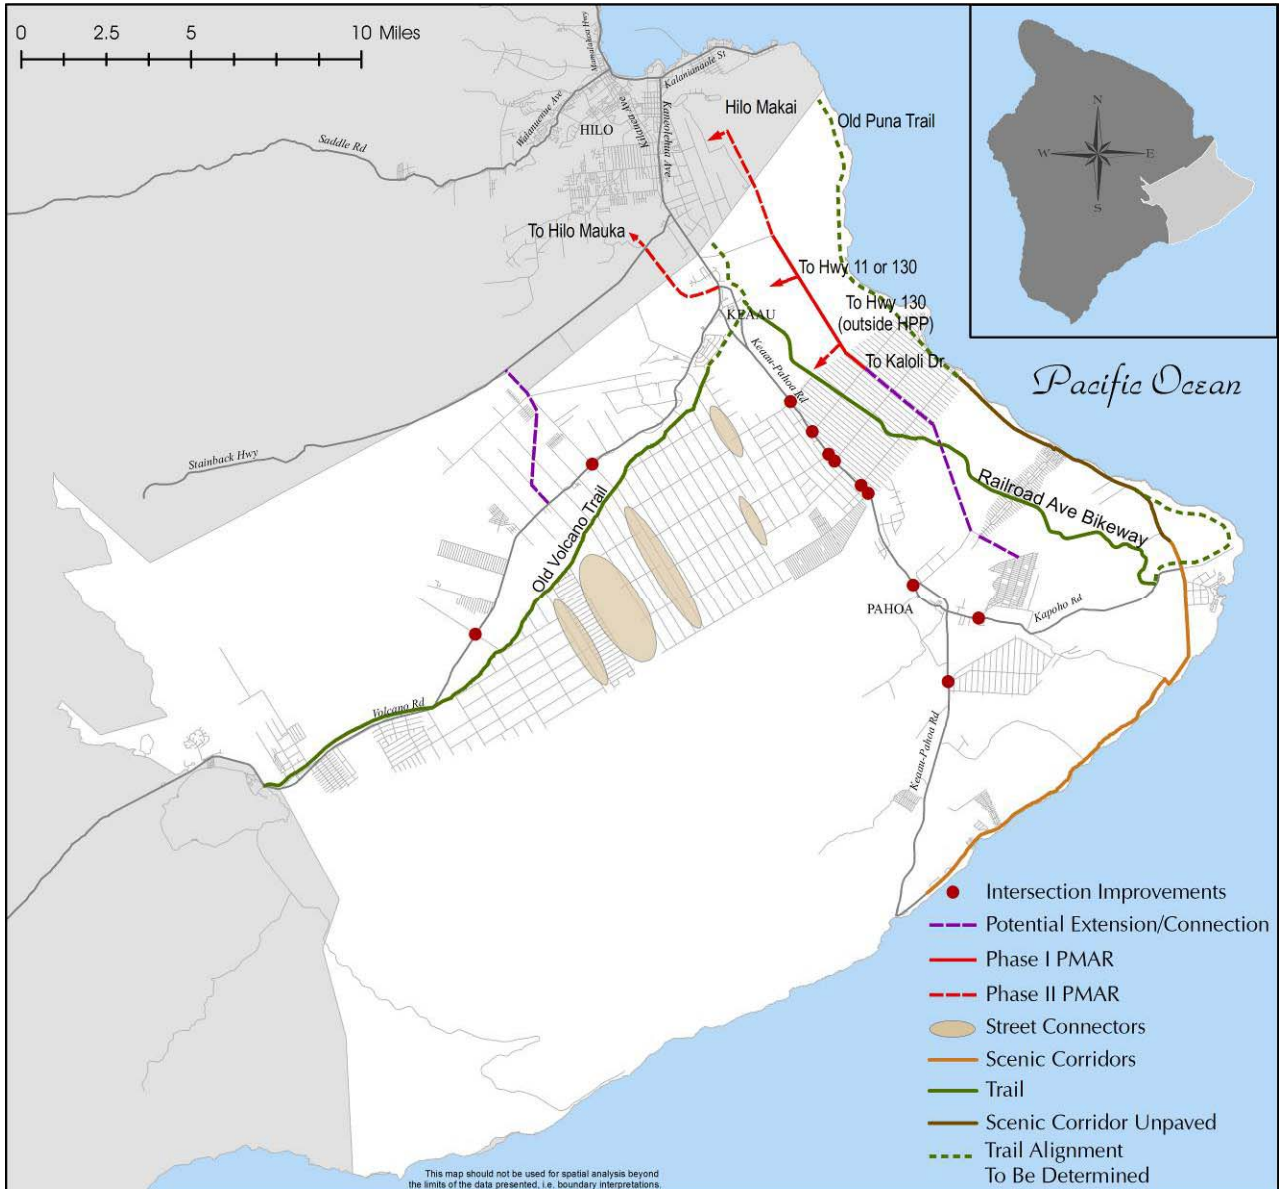 0 2.5 5 10 Miles
Mamalahoa Hwy
Kalanianaole St
Waianuenue Ave
Hilo Makai
Old Puna Trail
HILO
Kilauea Ave
Kanoelehua Ave
Saddle Rd
N
W E
S
To Hilo Mauka
To Hwy 11 or 130
To Hwy 130
(outside HPP)
KEAAU
To Kaloli Dr
Keaau-Pahoa Rd
Pacific Ocean
Stainback Hwy
Railroad Ave Bikeway
Old Volcano Trail
PAHOA
Kapoho Rd
Volcano Rd
Keaau-Pahoa Rd
Intersection Improvements
Potential Extension/Connection
Phase I PMAR
Phase II PMAR
Street Connectors
Scenic Corridors
Trail
Scenic Corridor Unpaved
Trail Alignment
To Be Determined
This map should not be used for spatial analysis beyond
the limits of the data presented, i.e. boundary interpretations.